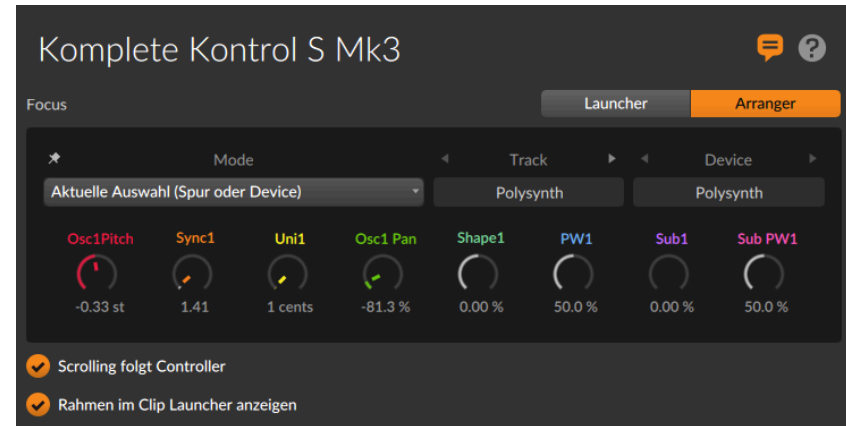 Komplete Kontrol S Mk3
?
Focus
Launcher
Arranger
Mode
Track
Device
Aktuelle Auswahl (Spur oder Device)
Polysynth
Polysynth
Osc1Pitch Sync1 Uni1 Osc1 Pan Shape1 PW1 Sub1 Sub PW1
-0.33 st 1.41 1 cents -81.3 % 0.00 % 50.0 % 0.00 % 50.0 %
Scrolling folgt Controller
Rahmen im Clip Launcher anzeigen